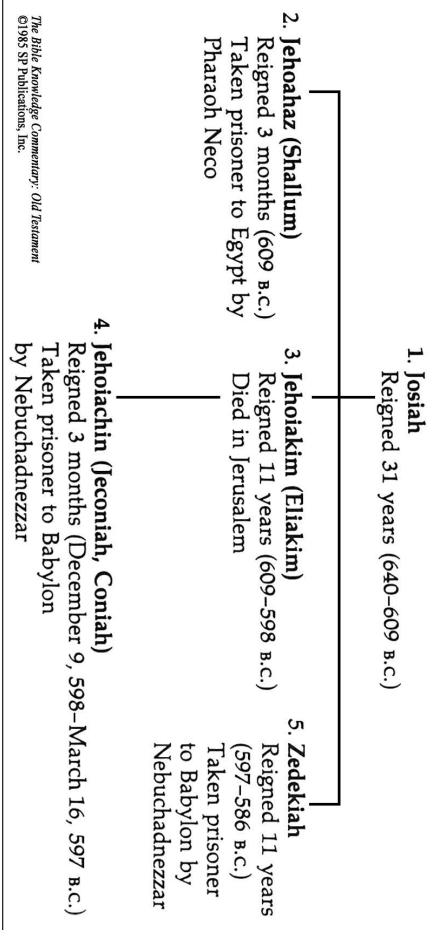 1. Josiah
Reigned 31 years (640–609 B.C.)
2. Jehoahaz (Shallum)
Reigned 3 months (609 B.C.)
Taken prisoner to Egypt by
Pharaoh Neco
3. Jehoiakim (Eliakim)
Reigned 11 years (609–598 B.C.)
Died in Jerusalem
5. Zedekiah
Reigned 11 years
(597–586 B.C.)
Taken prisoner
to Babylon by
Nebuchadnezzar
4. Jehoiachin (Jeconiah, Coniah)
Reigned 3 months (December 9, 598–March 16, 597 B.C.)
Taken prisoner to Babylon
by Nebuchadnezzar
The Bible Knowledge Commentary: Old Testament
©1985 SP Publications, Inc.